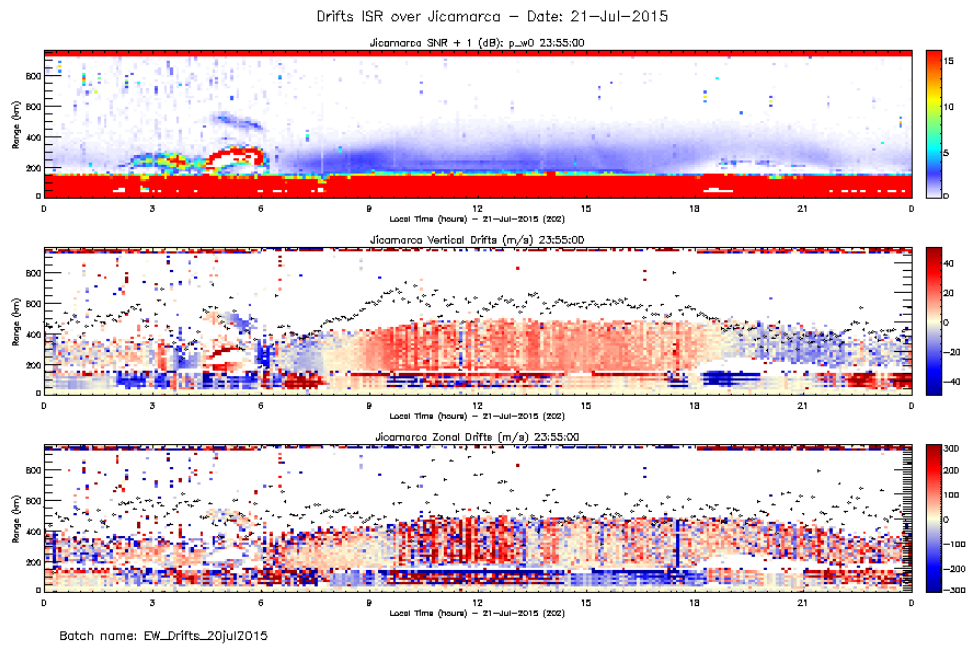 Drifts ISR over Jicamarca - Date: 21-Jul-2015
Jicamarca SNR + 1 (dB): p_w0 23:55:00
Range (km)
800
600
400
200
0
0 3 6 9 12 15 18 21 0
15
10
5
0
Local Time (hours) - 21-Jul-2015 (202)
Jicamarca Vertical Drifts (m/s) 23:55:00
Range (km)
800
600
400
200
0
0 3 6 9 12 15 18 21 0
40
20
0
-20
-40
Local Time (hours) - 21-Jul-2015 (202)
Jicamarca Zonal Drifts (m/s) 23:55:00
Range (km)
800
600
400
200
0
0 3 6 9 12 15 18 21 0
300
200
100
0
-100
-200
-300
Local Time (hours) - 21-Jul-2015 (202)
Batch name: EW_Drifts_20jul2015